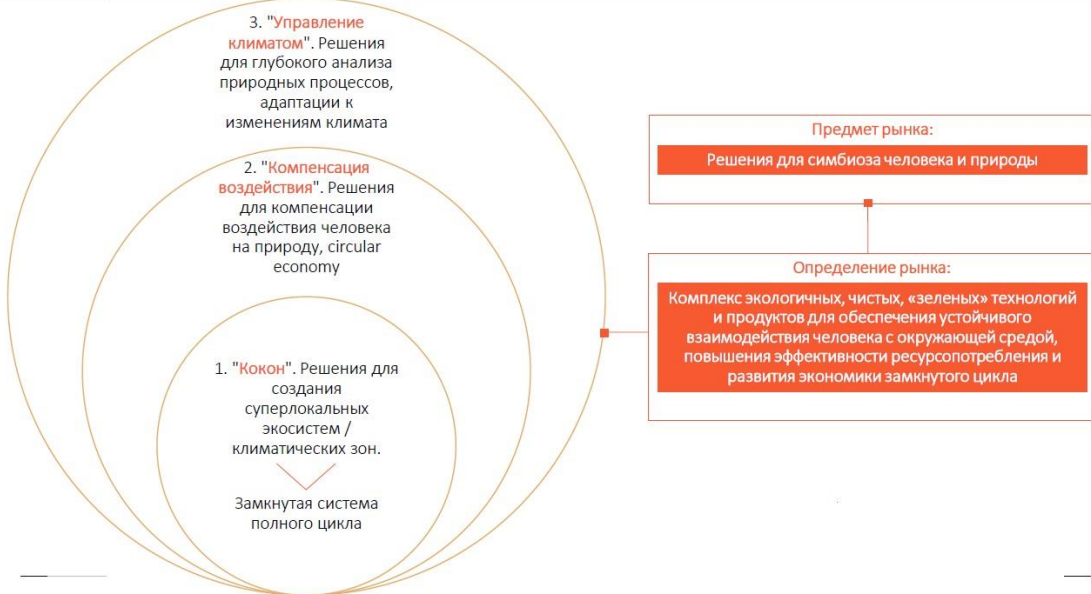 3. "Управление
климатом". Решения
для глубокого анализа
природных процессов,
адаптации к
изменениям климата
2. "Компенсация
воздействия". Решения
для компенсации
воздействия человека
на природу, circular
economy
1. "Кокон". Решения для
создания
суперлокальных
экосистем /
климатических зон.
Замкнутая система
полного цикла
Предмет рынка:
Решения для симбиоза человека и природы
Определение рынка:
Комплекс экологичных, чистых, «зеленых» технологий
и продуктов для обеспечения устойчивого
взаимодействия человека с окружающей средой,
повышения эффективности ресурсопотребления и
развития экономики замкнутого цикла